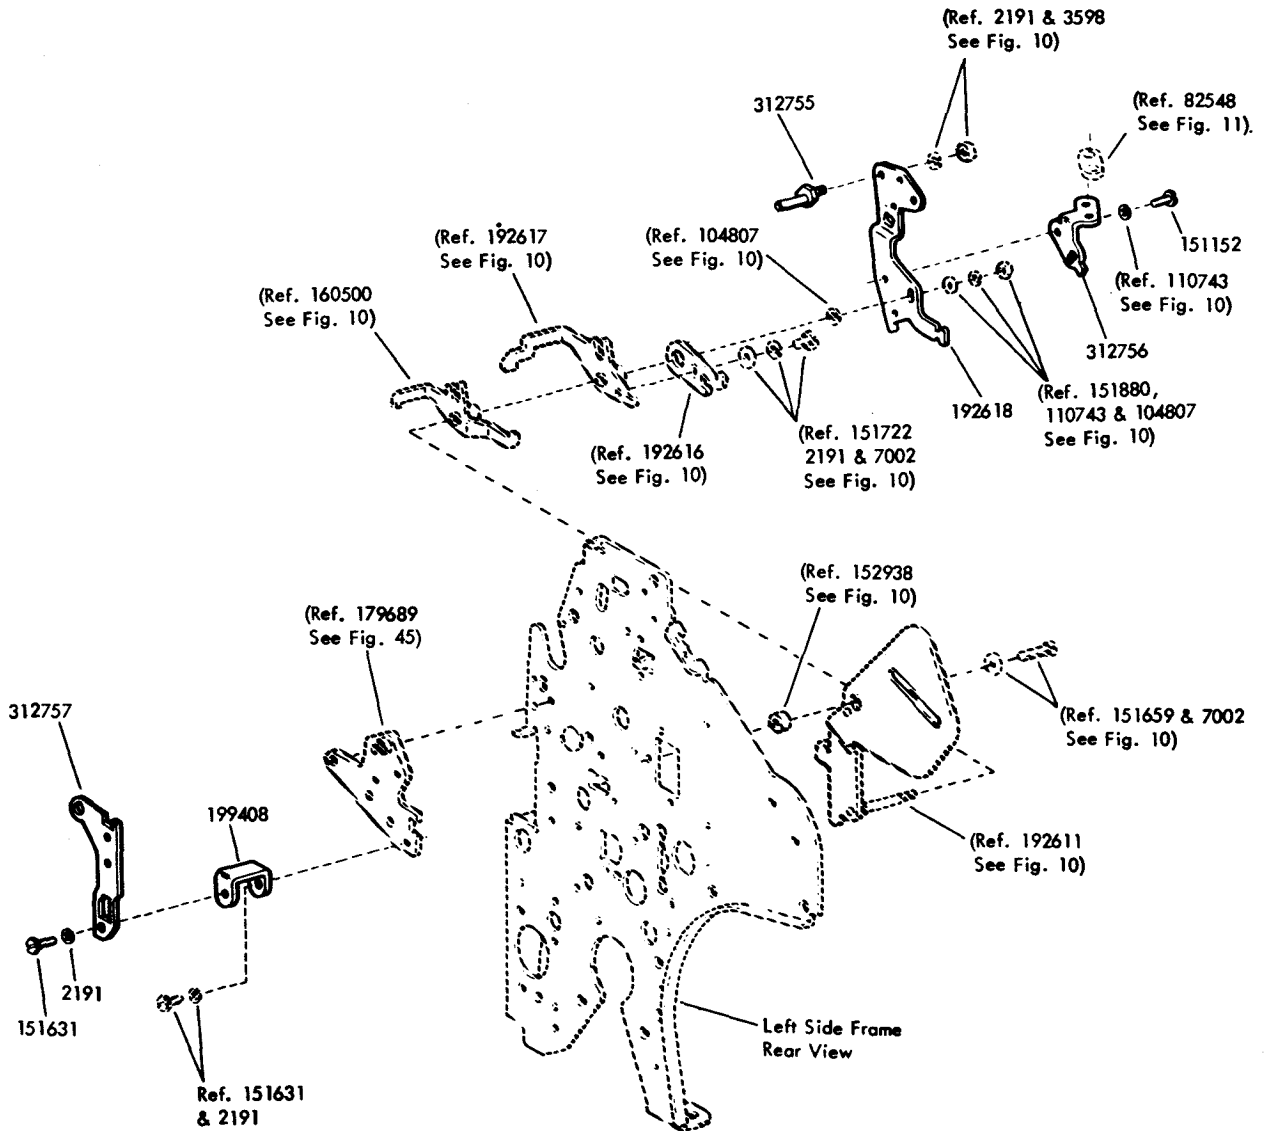 (Ref. 2191 & 3598
See Fig. 10)
312755
(Ref. 82548
See Fig. 11).
(Ref. 192617
See Fig. 10)
(Ref. 104807
See Fig. 10)
151152
(Ref. 160500
See Fig. 10)
(Ref. 110743
See Fig. 10)
312756
192618
(Ref. 151880,
110743 & 104807
See Fig. 10)
(Ref. 192616
See Fig. 10)
(Ref. 151722
2191 & 7002
See Fig. 10)
(Ref. 152938
See Fig. 10)
(Ref. 179689
See Fig. 45)
312757
(Ref. 151659 & 7002
See Fig. 10)
199408
(Ref. 192611
See Fig. 10)
2191
151631
Left Side Frame
Rear View
Ref. 151631
& 2191